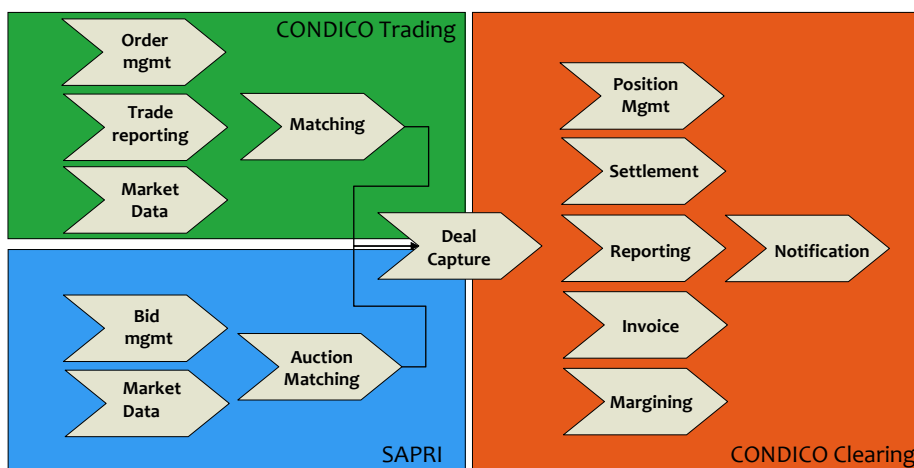 CONDICO Trading
Order
mgmt
Trade
reporting
Matching
Market
Data
Deal
Capture
Bid
mgmt
Auction
Matching
Market
Data
SAPRI
Position
Mgmt
Settlement
Reporting
Notification
Invoice
Margining
CONDICO Clearing